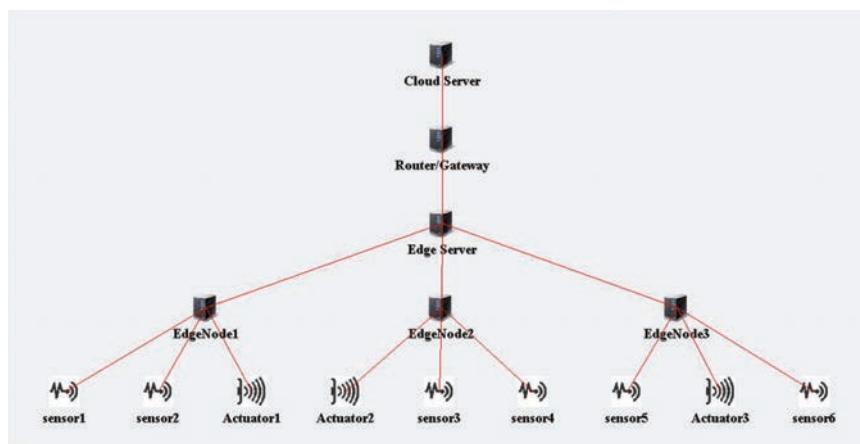 Cloud Server
Router/Gateway
Edge Server
EdgeNode1
EdgeNode2
EdgeNode3
sensor1
sensor2
Actuator1
Actuator2
sensor3
sensor4
sensor5
Actuator3
sensor6